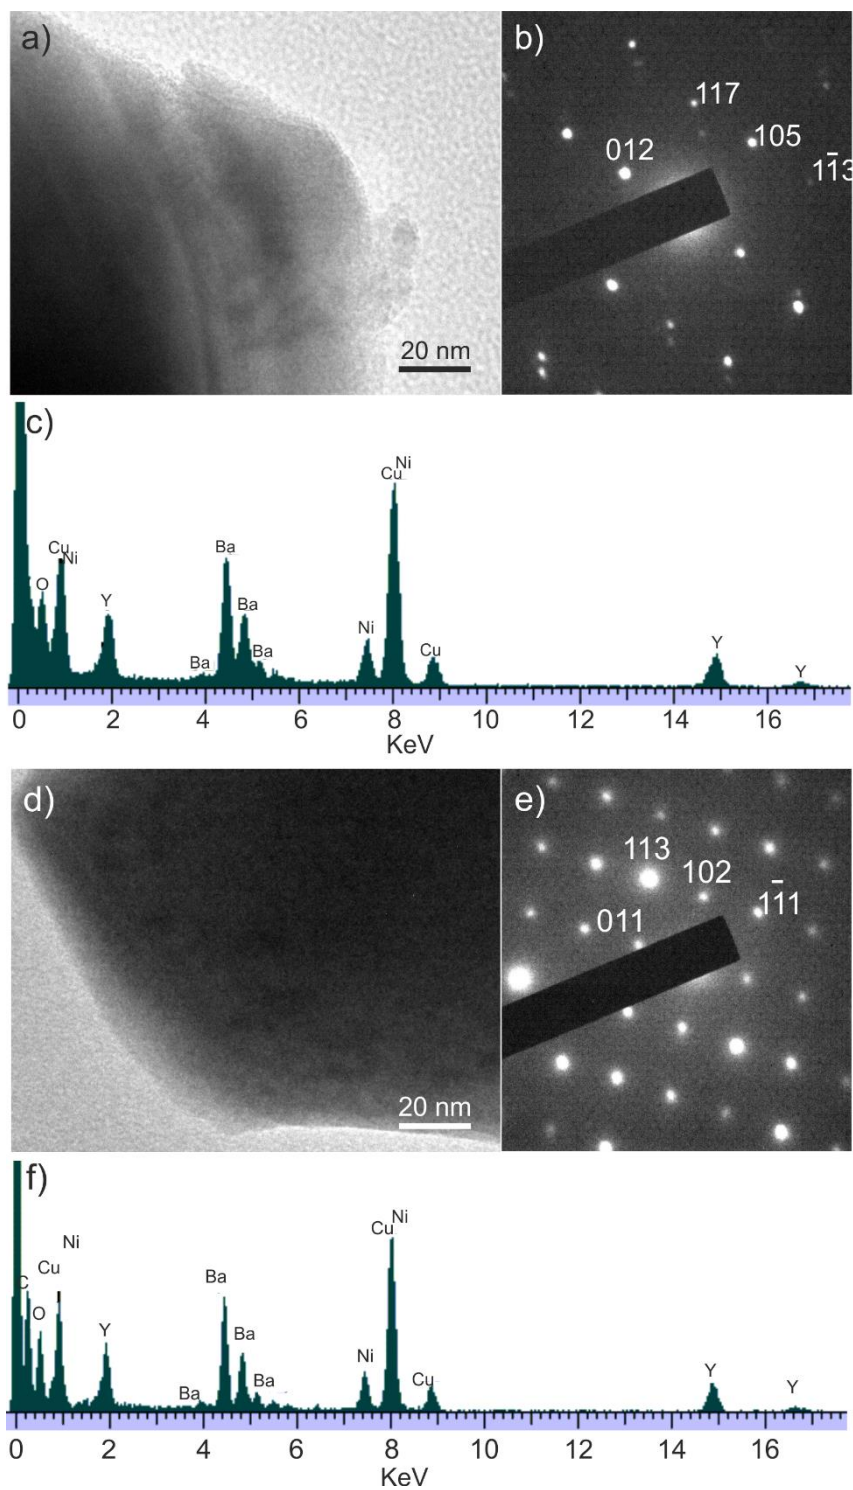 a)
20 nm
b)
117
105
012
11̄3
c)
Ni
Cu
Cu
Ni
O
Y
Ba
Ba
Ba
Ba
Ni
Cu
Y
Y
0 2 4 6 8 10 12 14 16
KeV
d)
20 nm
e)
113
102
11̄1
011
f)
Ni
Cu
C
O
Y
Ba
Ba
Ba
Ba
Cu
Ni
Ni
Cu
Y
Y
0 2 4 6 8 10 12 14 16
KeV